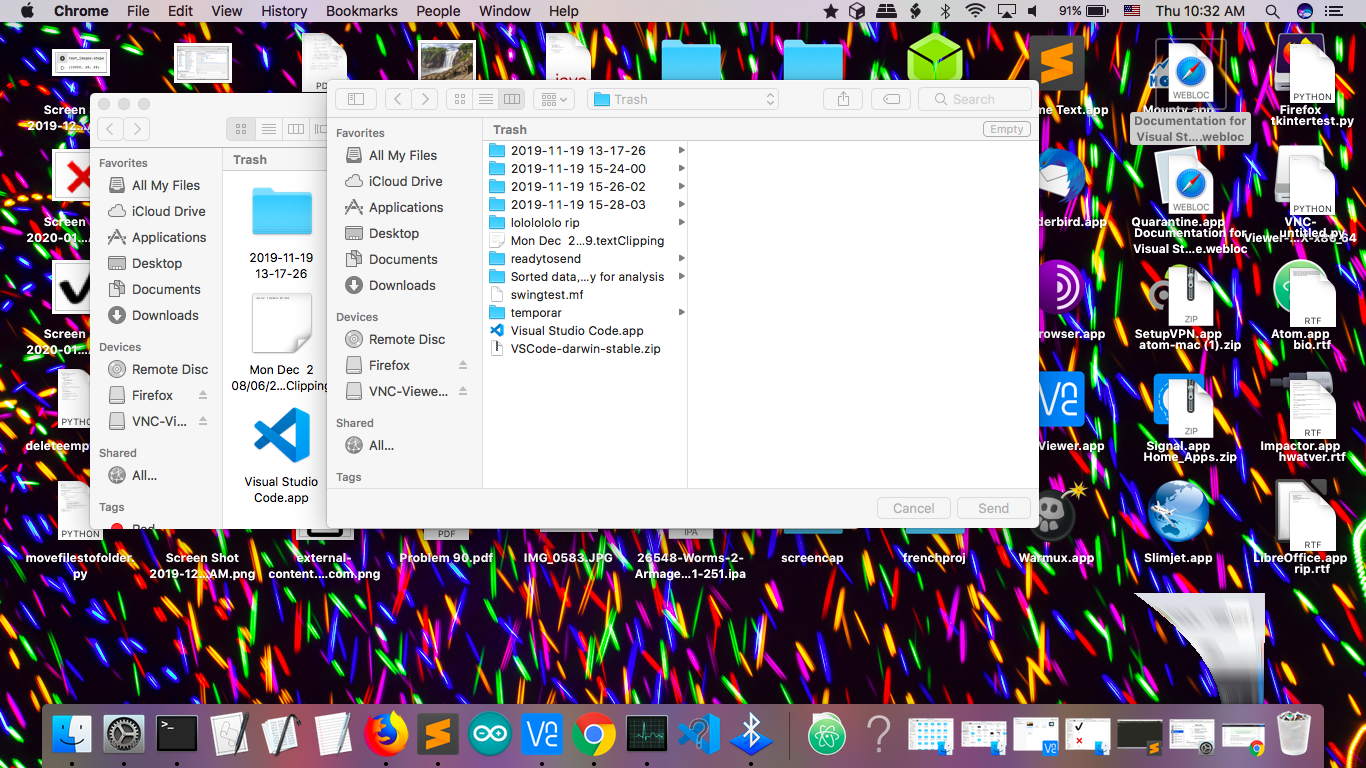 Chrome File Edit View History Bookmarks People Window Help 91% Thu 10:32 AM
Screen
2019-12...
PD
java
me Text.app
Mounty.app
WEBLOC
Documentation for
Visual St....webloc
Firefox
PYTHON
tkintertest.py
Trash
Search
Favorites
All My Files
iCloud Drive
Applications
Desktop
Documents
Downloads
Devices
Remote Disc
Firefox
VNC-Viewe...
Shared
All...
Tags
Trash
Empty
2019-11-19 13-17-26
2019-11-19 15-24-00
2019-11-19 15-26-02
2019-11-19 15-28-03
lolololo​lo rip
Mon Dec 2...9.textClipping
readytosend
Sorted data,...y for analysis
swingtest.mf
temporar
Visual Studio Code.app
VSCode-darwin-stable.zip
Cancel
Send
Favorites
All My Files
iCloud Drive
Applications
Desktop
Documents
Downloads
Devices
Remote Disc
Firefox
VNC-Vi...
Shared
All...
Tags
Red
Trash
2019-11-19
13-17-26
Mon Dec 2
08/06/2...Clipping
Visual Studio
Code.app
Screen
2020-01...
Screen
2020-01...
PYTHON
deleteemp
PYTHON
movefilestofolder.
py
Screen Shot
2019-12...AM.png
external-
content....com.png
PDF
Problem 90.pdf
IMG_0583.JPG
IPA
26548-Worms-2-
Armage...1-251.ipa
screencap
frenchproj
Warmux.app
Slimjet.app
LibreOffice.app
rip.rtf
derbird.app
WEBLOC
Quarantine.app
Documentation for
Visual St...e.webloc
PYTHON
VNC-
untitled.py
Viewer-...X-x86_64
rowser.app
ZIP
SetupVPN.app
atom-mac (1).zip
RTF
Atom.app
bio.rtf
Viewer.app
ZIP
Signal.app
Home_Apps.zip
RTF
Impactor.app
hwatver.rtf
RTF